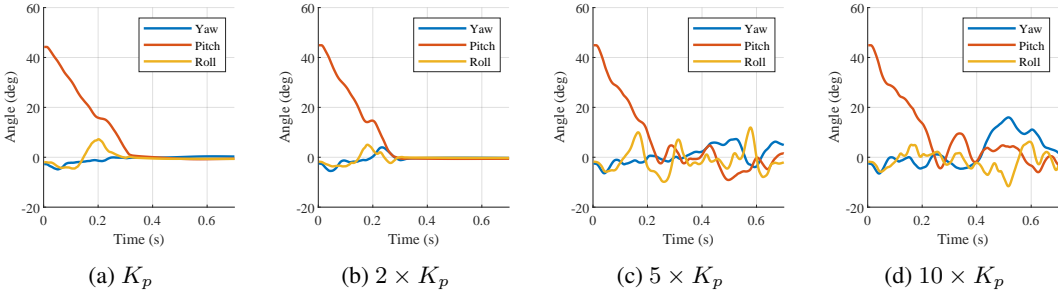 60
40
20
0
-20
Angle (deg)
Yaw
Pitch
Roll
0 0.2 0.4 0.6
Time (s)
(a) K_p
60
40
20
0
-20
Angle (deg)
Yaw
Pitch
Roll
0 0.2 0.4 0.6
Time (s)
(b) 2 × K_p
60
40
20
0
-20
Angle (deg)
Yaw
Pitch
Roll
0 0.2 0.4 0.6
Time (s)
(c) 5 × K_p
60
40
20
0
-20
Angle (deg)
Yaw
Pitch
Roll
0 0.2 0.4 0.6
Time (s)
(d) 10 × K_p